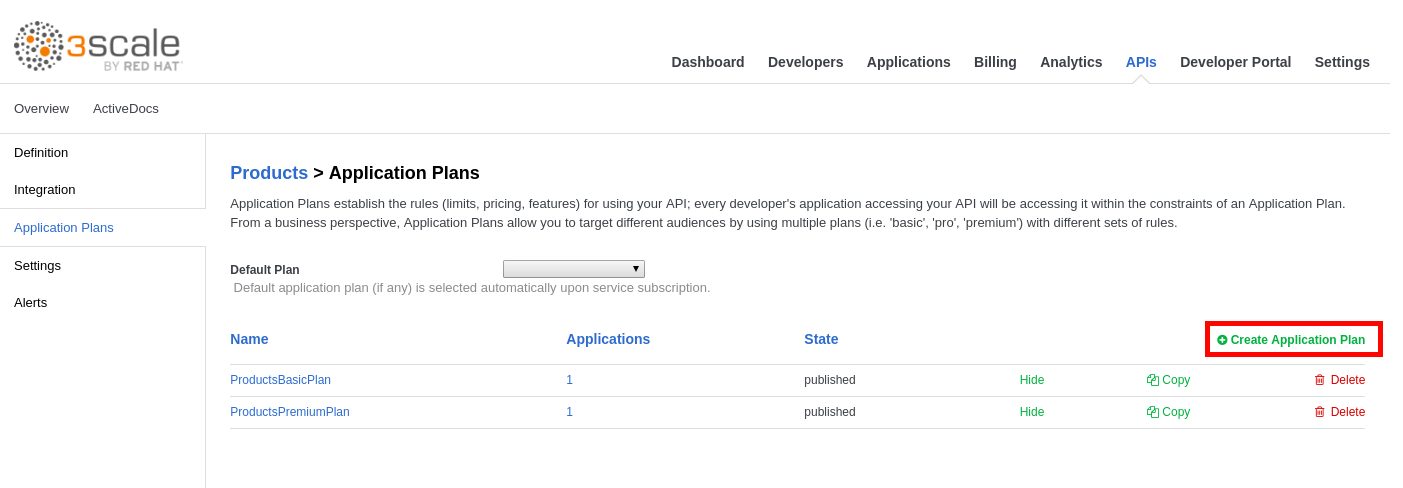 3scale
BY RED HAT
Dashboard Developers Applications Billing Analytics APIs Developer Portal Settings
Overview ActiveDocs
Definition
Integration
Application Plans
Settings
Alerts
Products > Application Plans
Application Plans establish the rules (limits, pricing, features) for using your API; every developer's application accessing your API will be accessing it within the constraints of an Application Plan.
From a business perspective, Application Plans allow you to target different audiences by using multiple plans (i.e. 'basic', 'pro', 'premium') with different sets of rules.
Default Plan
Default application plan (if any) is selected automatically upon service subscription.
Name Applications State Create Application Plan
ProductsBasicPlan 1 published Hide Copy Delete
ProductsPremiumPlan 1 published Hide Copy Delete